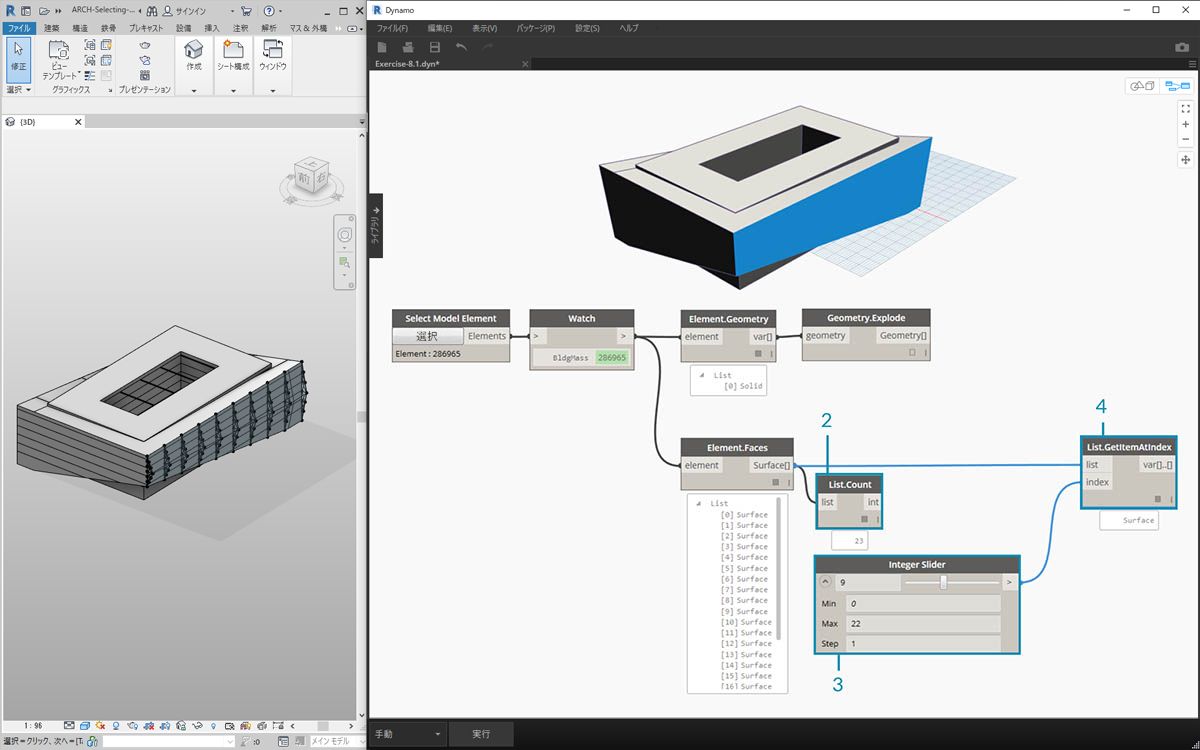 ARCH-Selecting-...
サインイン
ファイル 建築 構造 鉄骨 プレキャスト 設備 挿入 注釈 解析 マス & 外構
修正
ビュー
テンプレート
作成
シート構成
ウィンドウ
選択 グラフィックス プレゼンテーション
{3D}
上
前 右
1 : 96
選択=クリック、次へ=[T
:0
メイン モデル
Dynamo
ファイル(F) 編集(E) 表示(V) パッケージ(P) 設定(S) ヘルプ
Exercise-8.1.dyn*
ライブラリ
Select Model Element
選択 Elements
Element : 286965
Watch
> >
BldgMass 286965
Element.Geometry
element var[]
List
[0] Solid
Geometry.Explode
geometry Geometry[]
Element.Faces
element Surface[]
List
[0] Surface
[1] Surface
[2] Surface
[3] Surface
[4] Surface
[5] Surface
[6] Surface
[7] Surface
[8] Surface
[9] Surface
[10] Surface
[11] Surface
[12] Surface
[13] Surface
[14] Surface
[15] Surface
[16] Surface
2
List.Count
list int
23
Integer Slider
9 >
Min 0
Max 22
Step 1
3
4
List.GetItemAtIndex
list var[]..[]
index
Surface
手動 実行